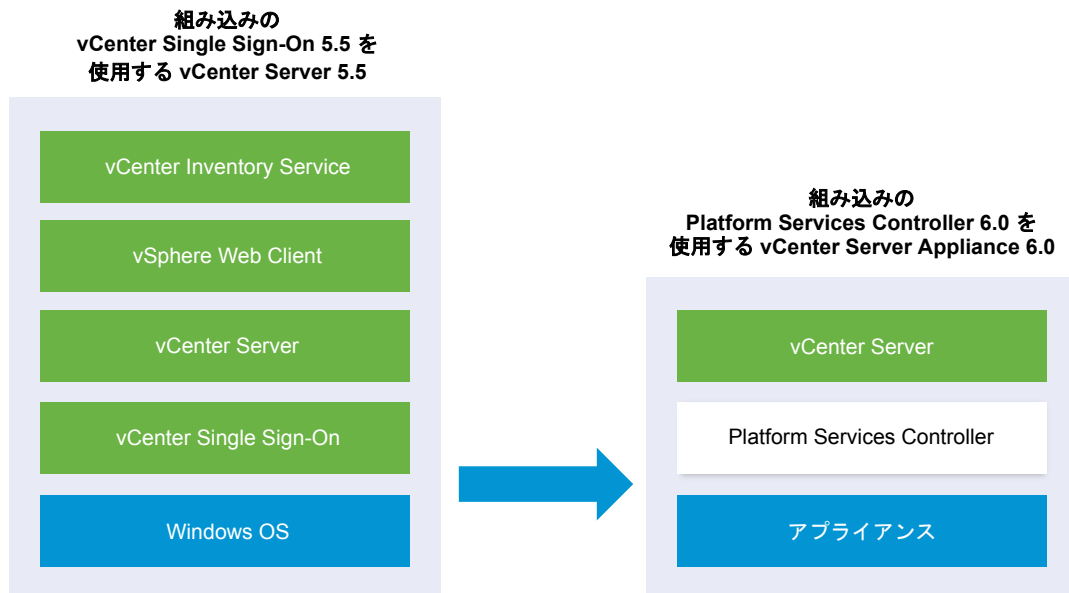 組み込みの
vCenter Single Sign-On 5.5 を
使用する vCenter Server 5.5
vCenter Inventory Service
vSphere Web Client
vCenter Server
vCenter Single Sign-On
Windows OS
組み込みの
Platform Services Controller 6.0 を
使用する vCenter Server Appliance 6.0
vCenter Server
Platform Services Controller
アプライアンス